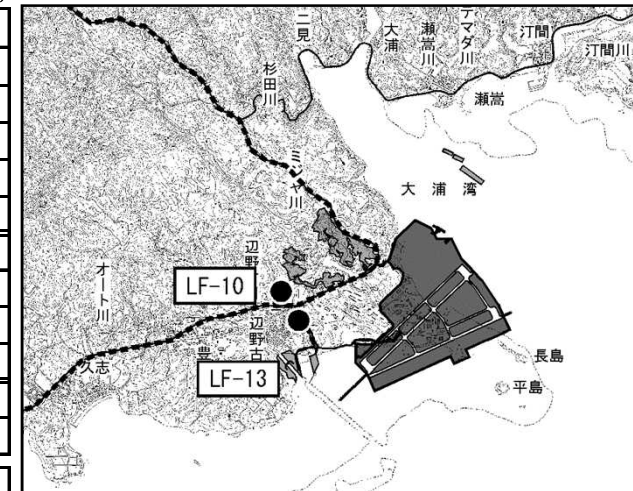 二見
大浦
瀬嵩川
テマダ川
汀間
汀間川
杉田川
瀬嵩
ミジャ川
大浦湾
辺野
LF-10
オート川
辺野古
久志
豊
LF-13
長島
平島